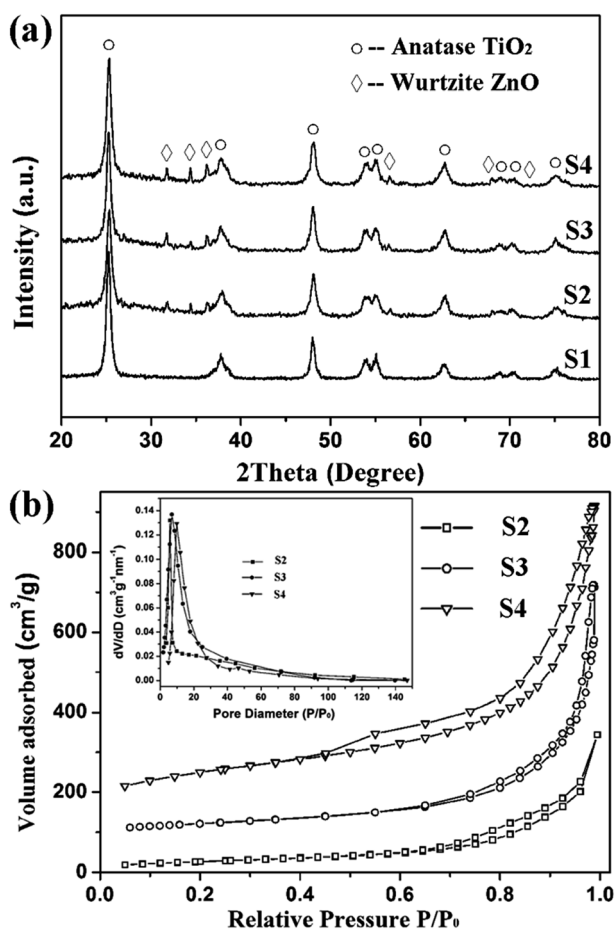 (a)
○ -- Anatase TiO₂
◇ -- Wurtzite ZnO
S4
S3
S2
S1
Intensity (a.u.)
20 30 40 50 60 70 80
2Theta (Degree)
(b)
S2
S3
S4
0.14
0.12
0.10
0.08
0.06
0.04
0.02
0.00
dV/dD (cm³g⁻¹nm⁻¹)
S2
S3
S4
0 20 40 60 80 100 120 140
Pore Diameter (P/P₀)
800
600
400
200
0
Volume adsorbed (cm³/g)
0.0 0.2 0.4 0.6 0.8 1.0
Relative Pressure P/P₀